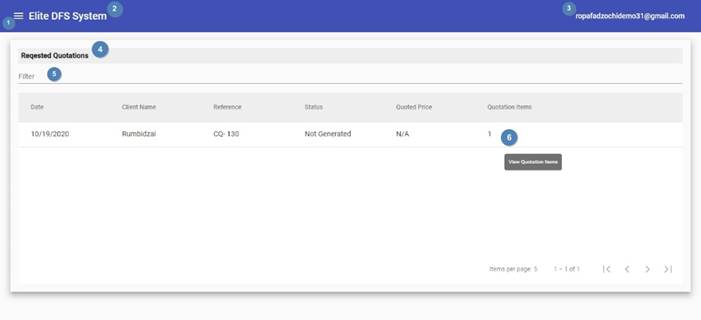 1
Elite DFS System 2
3
ropafadzochidemo31@gmail.com
Reqested Quotations 4
Filter 5
Date Client Name Reference Status Quoted Price Quotation Items
10/19/2020 Rumbidzai CQ- 130 Not Generated N/A 1 6
View Quotation Items
Items per page: 5 1 – 1 of 1